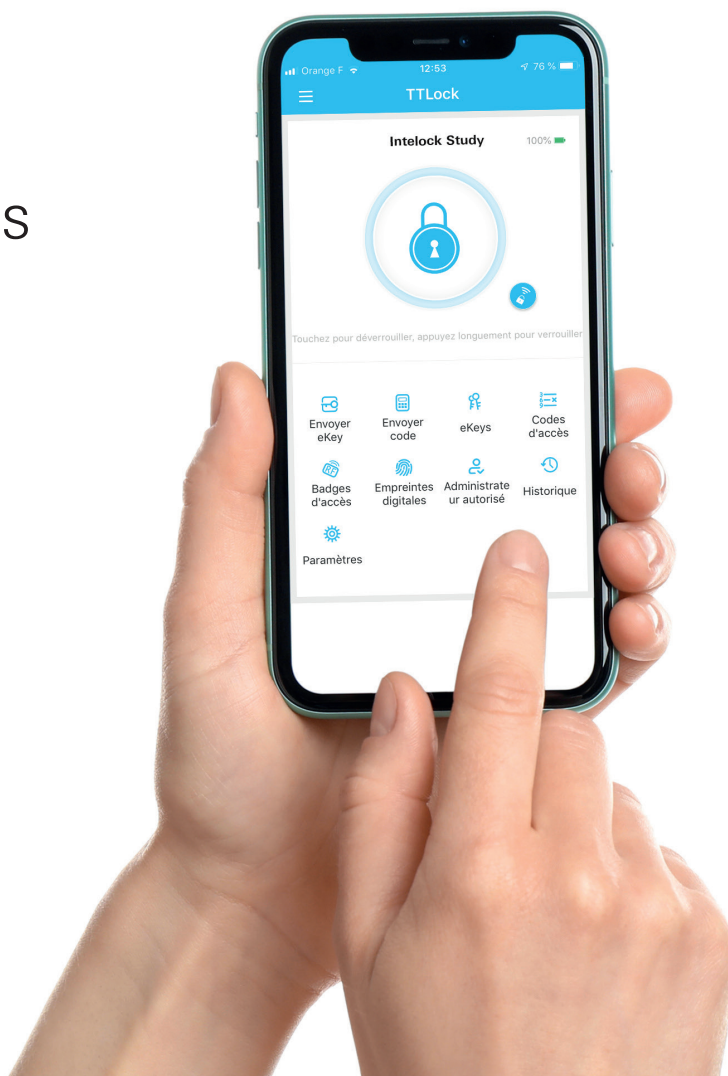 Orange F 12:53 76 %
TTLock
Intelock Study 100%
S
Touchez pour déverrouiller, appuyez longuement pour verrouiller
Envoyer
eKey
Envoyer
code
eKeys
Codes
d'accès
Badges
d'accès
Empreintes
digitales
Administrate
ur autorisé
Historique
Paramètres